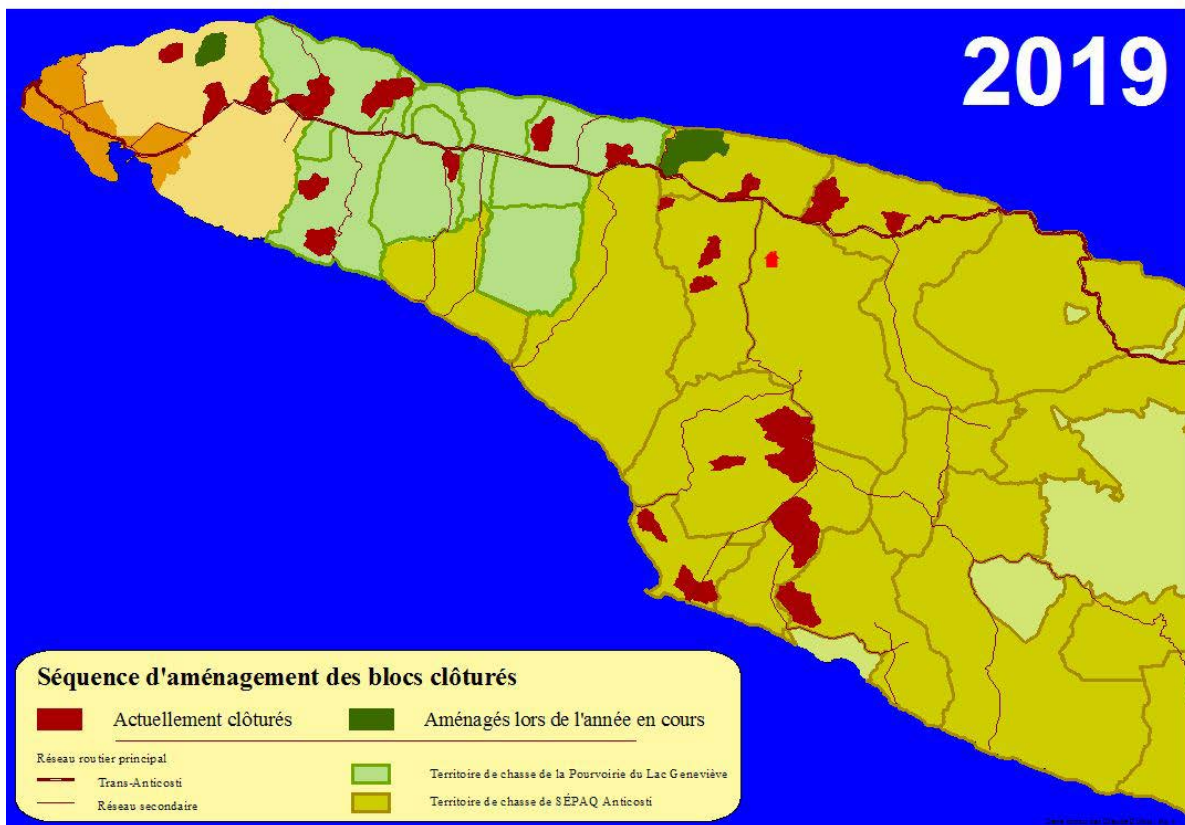 2019
Séquence d'aménagement des blocs clôturés
Actuellement clôturés
Aménagés lors de l'année en cours
Réseau routier principal
Trans-Anticosti
Réseau secondaire
Territoire de chasse de la Pourvoirie du Lac Geneviève
Territoire de chasse de SÉPAQ Anticosti